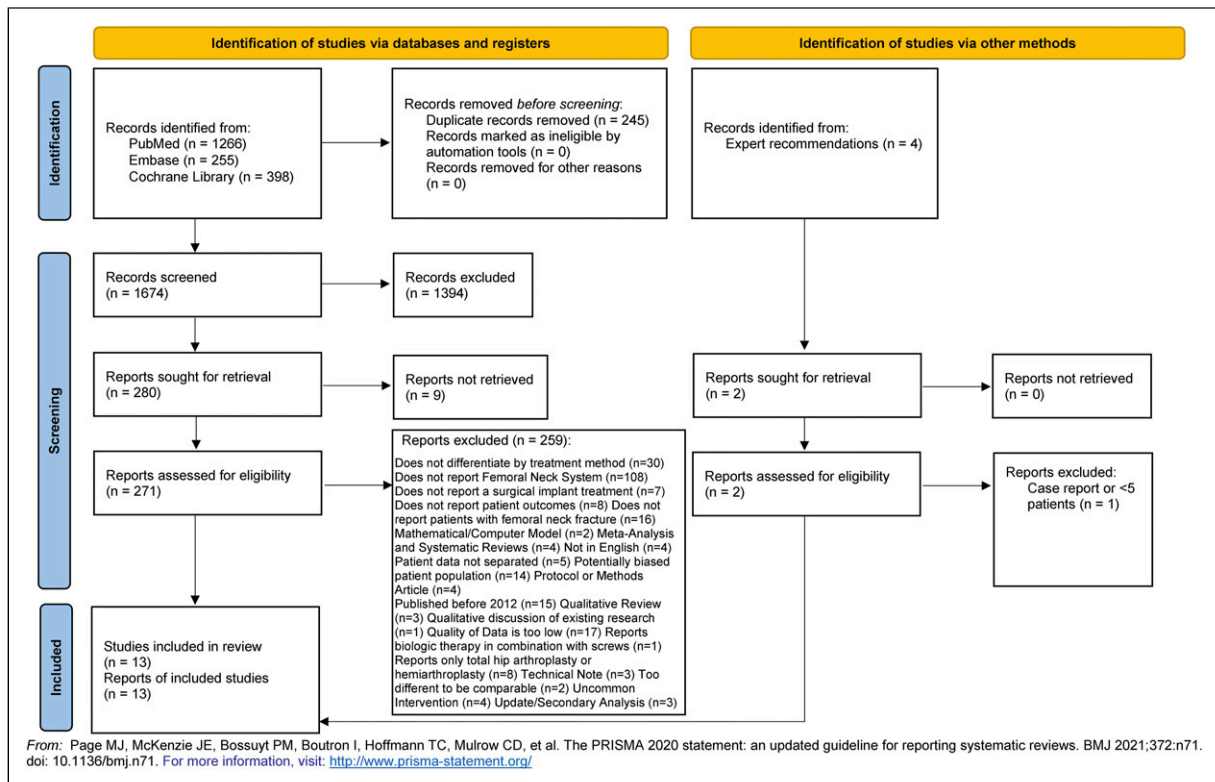 Identification of studies via databases and registers
Identification of studies via other methods
Identification
Records identified from:
PubMed (n = 1266)
Embase (n = 255)
Cochrane Library (n = 398)
Records removed before screening:
Duplicate records removed (n = 245)
Records marked as ineligible by
automation tools (n = 0)
Records removed for other reasons
(n = 0)
Records identified from:
Expert recommendations (n = 4)
Screening
Records screened
(n = 1674)
Records excluded
(n = 1394)
Reports sought for retrieval
(n = 280)
Reports not retrieved
(n = 9)
Reports sought for retrieval
(n = 2)
Reports not retrieved
(n = 0)
Reports assessed for eligibility
(n = 271)
Reports excluded (n = 259):
Does not differentiate by treatment method (n=30)
Does not report Femoral Neck System (n=108)
Does not report a surgical implant treatment (n=7)
Does not report patient outcomes (n=8) Does not
report patients with femoral neck fracture (n=16)
Mathematical/Computer Model (n=2) Meta-Analysis
and Systematic Reviews (n=4) Not in English (n=4)
Patient data not separated (n=5) Potentially biased
patient population (n=14) Protocol or Methods
Article (n=4)
Published before 2012 (n=15) Qualitative Review
(n=3) Qualitative discussion of existing research
(n=1) Quality of Data is too low (n=17) Reports
biologic therapy in combination with screws (n=1)
Reports only total hip arthroplasty or
hemiarthroplasty (n=8) Technical Note (n=3) Too
different to be comparable (n=2) Uncommon
Intervention (n=4) Update/Secondary Analysis (n=3)
Reports assessed for eligibility
(n = 2)
Reports excluded:
Case report or <5
patients (n = 1)
Included
Studies included in review
(n = 13)
Reports of included studies
(n = 13)
From: Page MJ, McKenzie JE, Bossuyt PM, Boutron I, Hoffmann TC, Mulrow CD, et al. The PRISMA 2020 statement: an updated guideline for reporting systematic reviews. BMJ 2021;372:n71.
doi: 10.1136/bmj.n71. For more information, visit: http://www.prisma-statement.org/